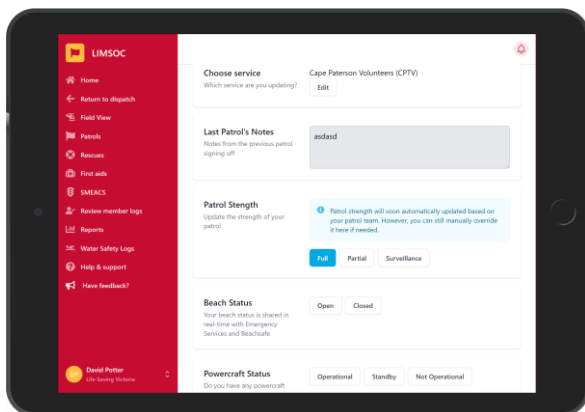 LIMSOC
Home
Return to dispatch
Field View
Patrols
Rescues
First aids
SMEACS
Review member logs
Reports
Water Safety Logs
Help & support
Have feedback?
David Potter
Life Saving Victoria
Choose service
Which service are you updating?
Cape Paterson Volunteers (CPTV)
Edit
Last Patrol's Notes
Notes from the previous patrol
signing off
asdasd
Patrol Stength
Update the strength of your
patrol
Patrol strength will soon automatically updated based on
your patrol team. However, you can still manually override
it here if needed.
Full Partial Surveillance
Beach Status
Your beach status is shared in
real-time with Emergency
Services and Beachsafe
Open Closed
Powercraft Status
Do you have any powercraft
Operational Standby Not Operational